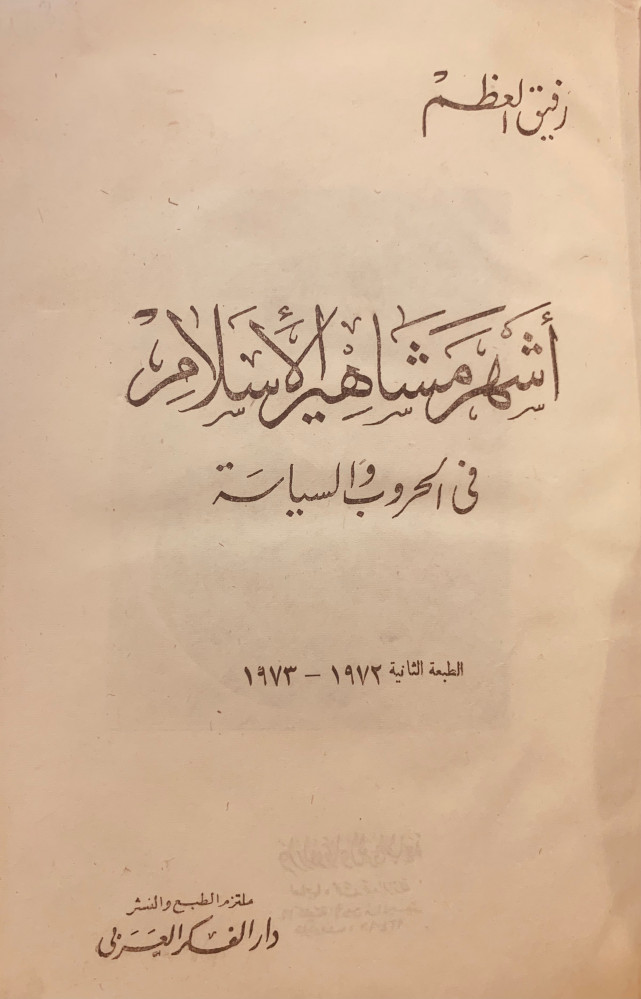 رفيق العظم
أشهر مشاهير الإسلام
في الحروب والسياسة
الطبعة الثانية ١٩٧٢ - ١٩٧٣
ملتزم الطبع والنشر
دار الفكر العربي